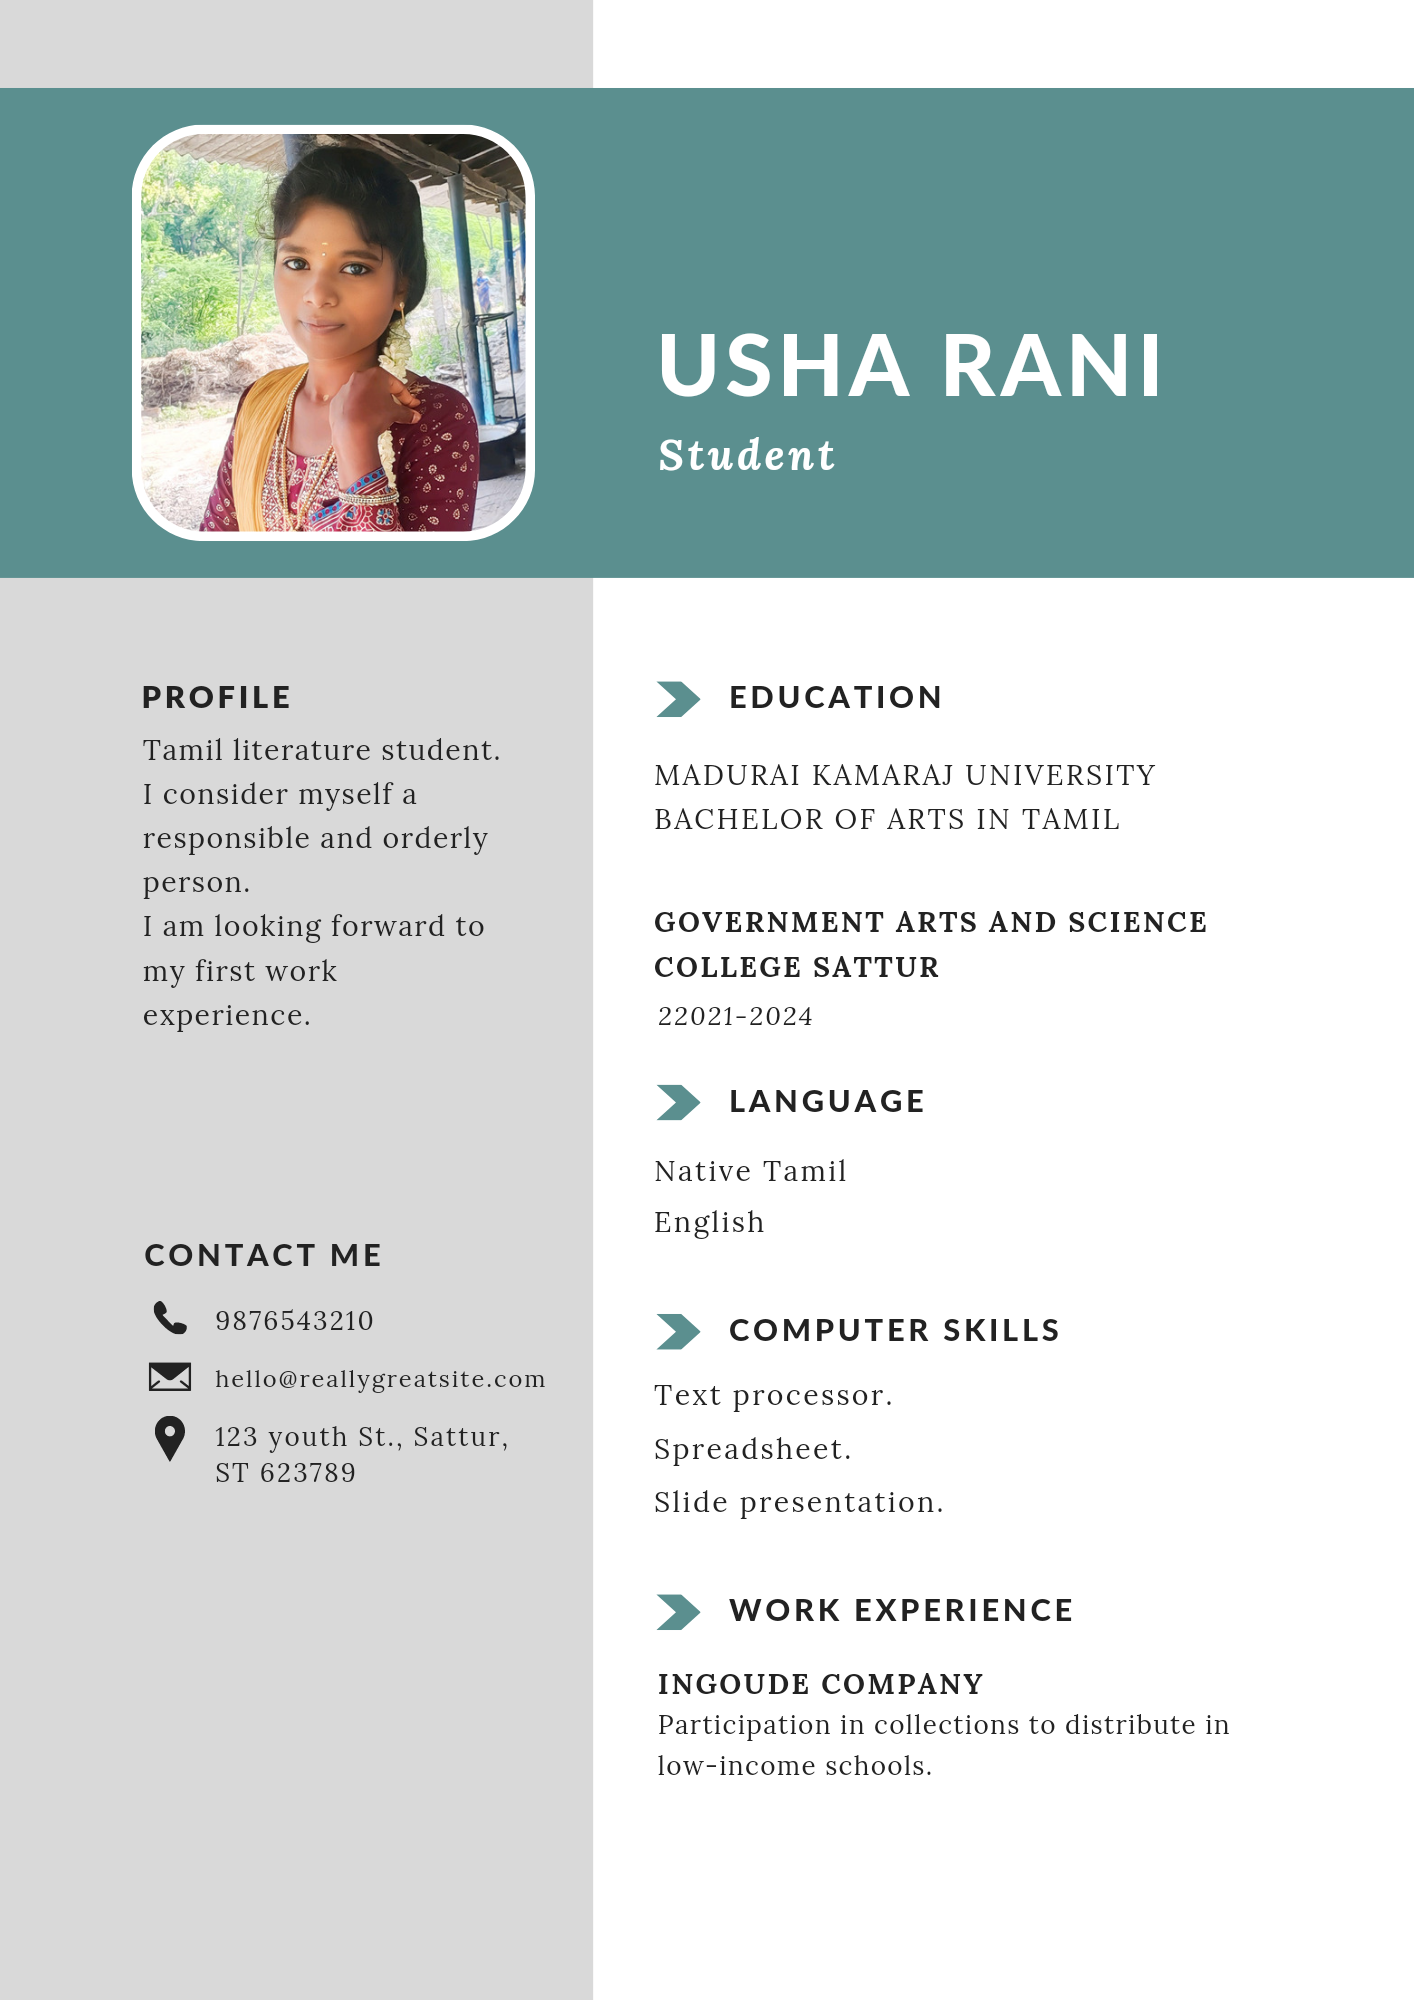 USHA RANI
Student
PROFILE
Tamil literature student.
I consider myself a
responsible and orderly
person.
I am looking forward to
my first work
experience.
CONTACT ME
9876543210
hello@reallygreatsite.com
123 youth St., Sattur,
ST 623789
EDUCATION
MADURAI KAMARAJ UNIVERSITY
BACHELOR OF ARTS IN TAMIL
GOVERNMENT ARTS AND SCIENCE
COLLEGE SATTUR
22021-2024
LANGUAGE
Native Tamil
English
COMPUTER SKILLS
Text processor.
Spreadsheet.
Slide presentation.
WORK EXPERIENCE
INGOUDE COMPANY
Participation in collections to distribute in
low-income schools.